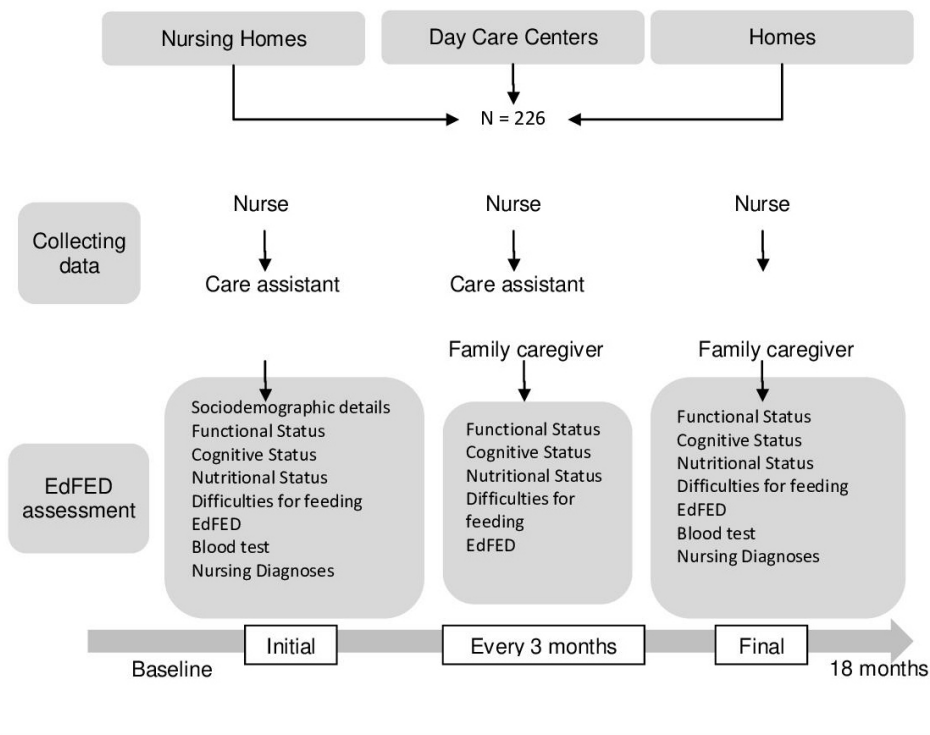 Nursing Homes
Day Care Centers
Homes
N = 226
Collecting
data
Nurse
Nurse
Nurse
Care assistant
Care assistant
Family caregiver
Family caregiver
EdFED
assessment
Sociodemographic details
Functional Status
Cognitive Status
Nutritional Status
Difficulties for feeding
EdFED
Blood test
Nursing Diagnoses
Functional Status
Cognitive Status
Nutritional Status
Difficulties for
feeding
EdFED
Functional Status
Cognitive Status
Nutritional Status
Difficulties for feeding
EdFED
Blood test
Nursing Diagnoses
Initial
Every 3 months
Final
Baseline
18 months